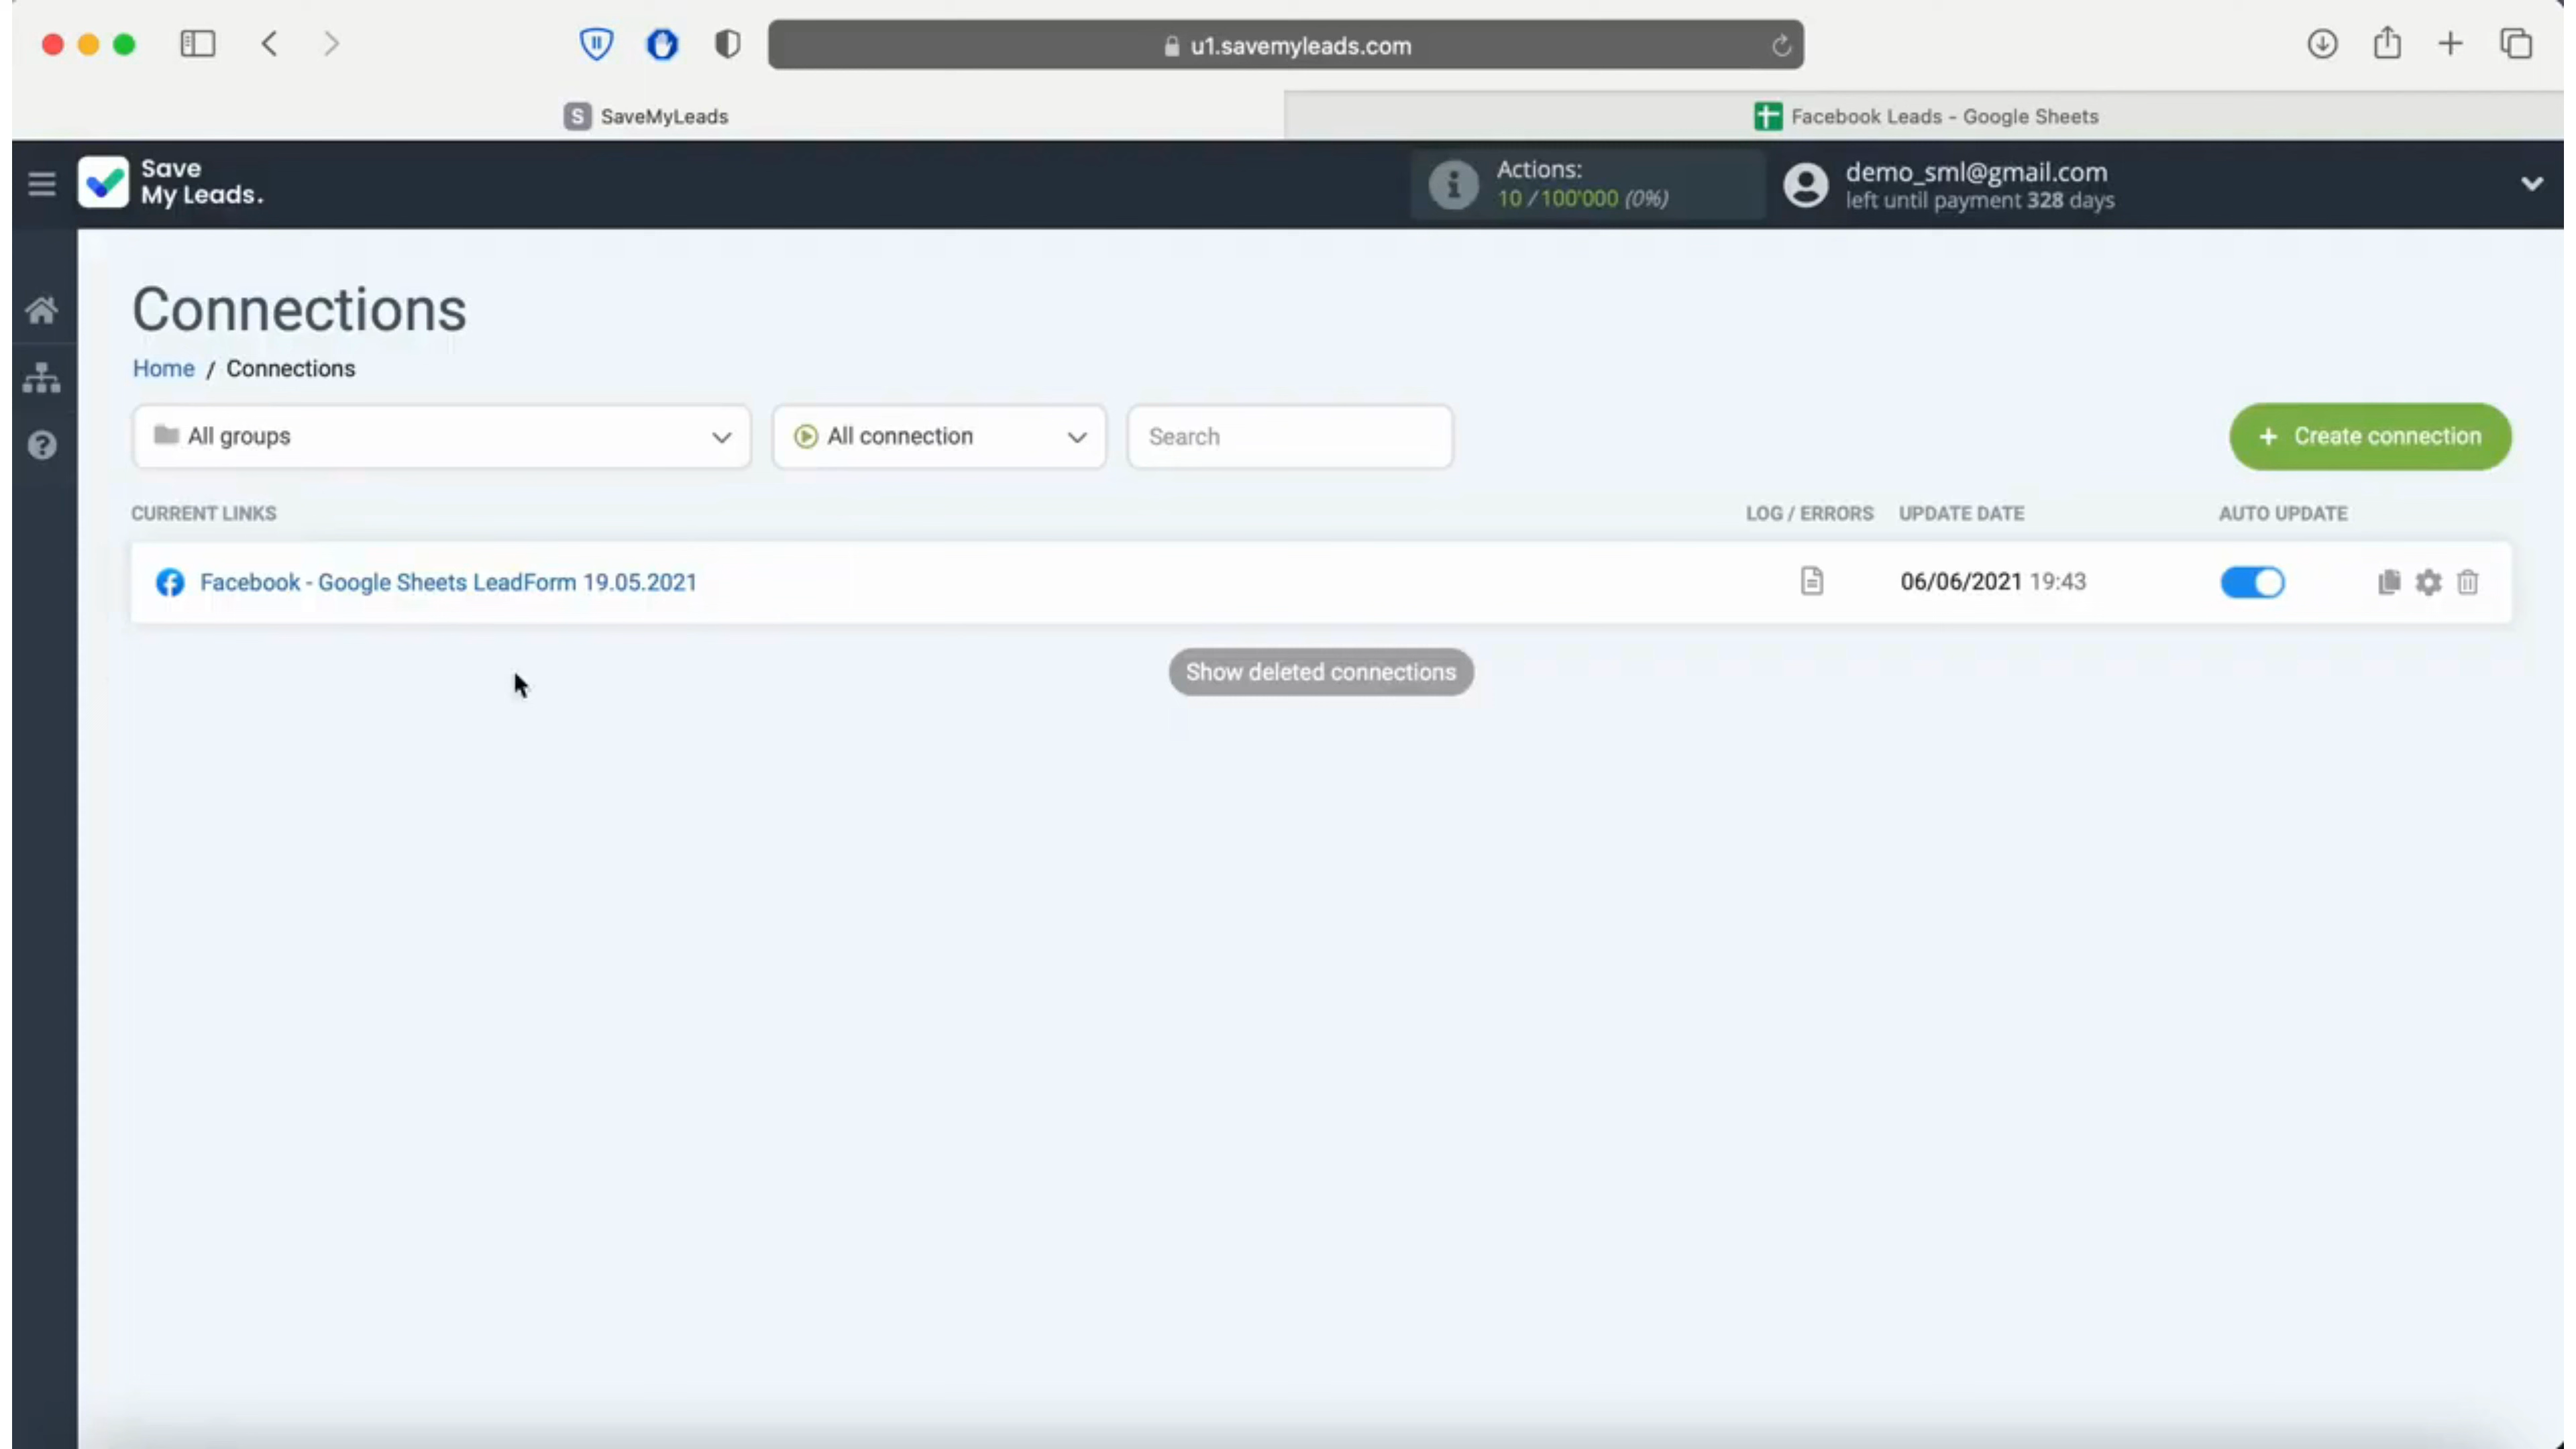 u1.savemyleads.com
S SaveMyLeads
Facebook Leads - Google Sheets
Save
My Leads.
Actions:
10 / 100'000 (0%)
demo_sml@gmail.com
left until payment 328 days
Connections
Home / Connections
All groups
All connection
Search
+ Create connection
CURRENT LINKS
LOG / ERRORS
UPDATE DATE
AUTO UPDATE
Facebook - Google Sheets LeadForm 19.05.2021
06/06/2021 19:43
Show deleted connections